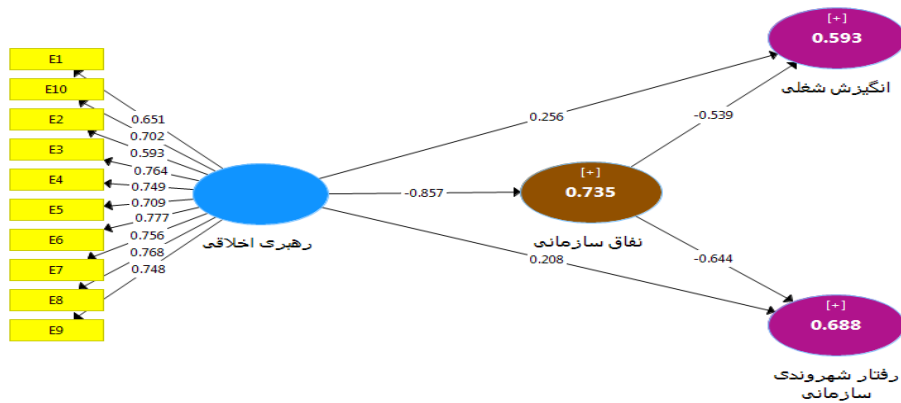 E1
E10
E2
E3
E4
E5
E6
E7
E8
E9
0.651
0.702
0.593
0.764
0.749
0.709
0.777
0.756
0.768
0.748
رهبری اخلاقی
0.256
-0.857
0.208
[+]
0.735
نفاق سازمانی
-0.539
-0.644
[+]
0.593
انگیزش شغلی
[+]
0.688
رفتار شهروندی
سازمانی